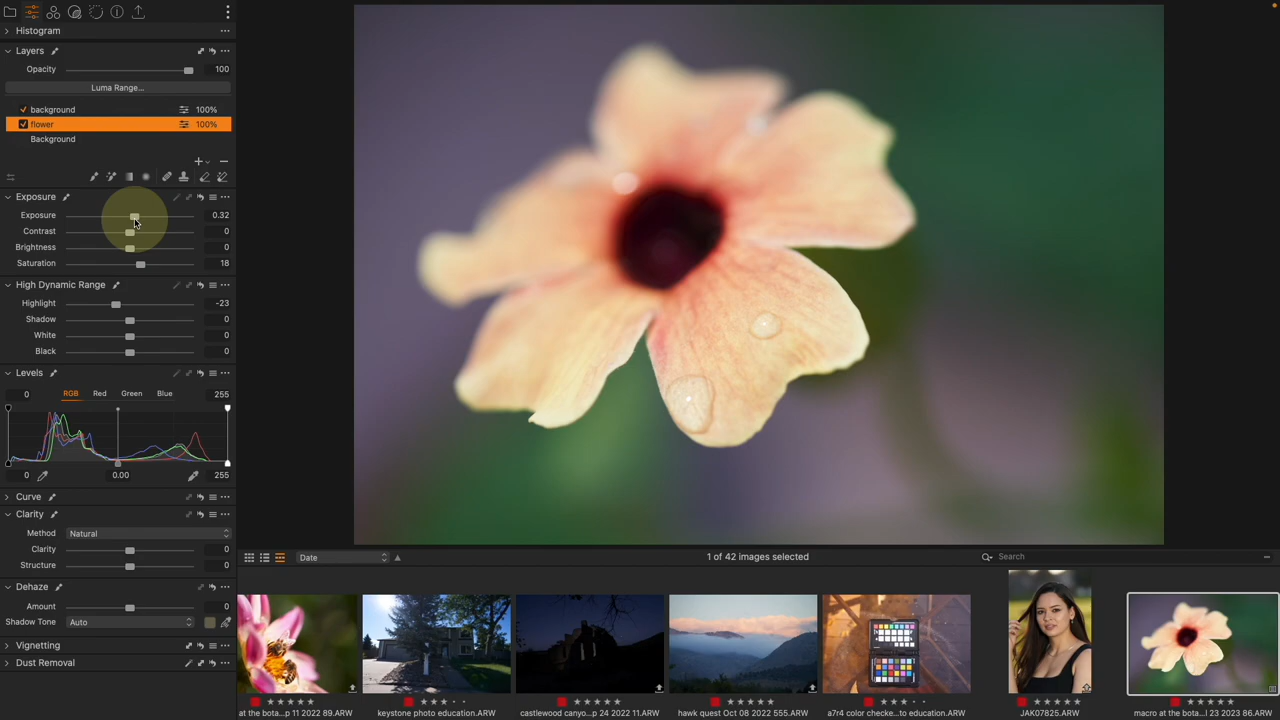 Histogram
Layers
Opacity 100
Luma Range...
background 100%
flower 100%
Background
Exposure
Exposure 0.32
Contrast 0
Brightness 0
Saturation 18
High Dynamic Range
Highlight -23
Shadow 0
White 0
Black 0
Levels
0 RGB Red Green Blue 255
0 0.00 255
Curve
Clarity
Method Natural
Clarity 0
Structure 0
Dehaze
Amount 0
Shadow Tone Auto
Vignetting
Dust Removal
Date 1 of 42 images selected Search
at the bota...p 11 2022 89.ARW keystone photo education.ARW castlewood canyo...p 24 2022 11.ARW hawk quest Oct 08 2022 555.ARW a7r4 color checke...to education.ARW JAK07825.ARW macro at the bota...l 23 2023 86.ARW